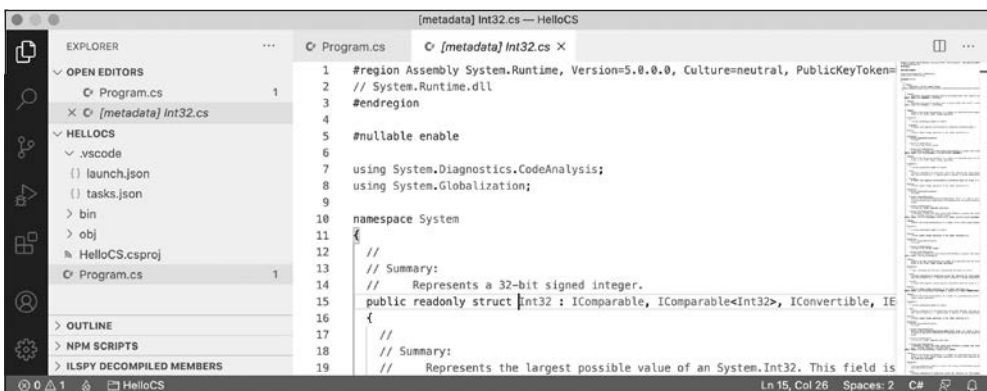 [metadata] Int32.cs — HelloCS
EXPLORER ...
OPEN EDITORS
Program.cs 1
[metadata] Int32.cs
HELLOCS
.vscode
{} launch.json
{} tasks.json
bin
obj
HelloCS.csproj
Program.cs 1
OUTLINE
NPM SCRIPTS
ILSPY DECOMPILED MEMBERS
Program.cs
[metadata] Int32.cs
1 #region Assembly System.Runtime, Version=5.0.0.0, Culture=neutral, PublicKeyToken=
2 // System.Runtime.dll
3 #endregion
4
5 #nullable enable
6
7 using System.Diagnostics.CodeAnalysis;
8 using System.Globalization;
9
10 namespace System
11 {
12 //
13 // Summary:
14 // Represents a 32-bit signed integer.
15 public readonly struct Int32 : IComparable, IComparable<Int32>, IConvertible, IE
16 {
17 //
18 // Summary:
19 // Represents the largest possible value of an System.Int32. This field is
0 1 HelloCS
Ln 15, Col 26 Spaces: 2 C#